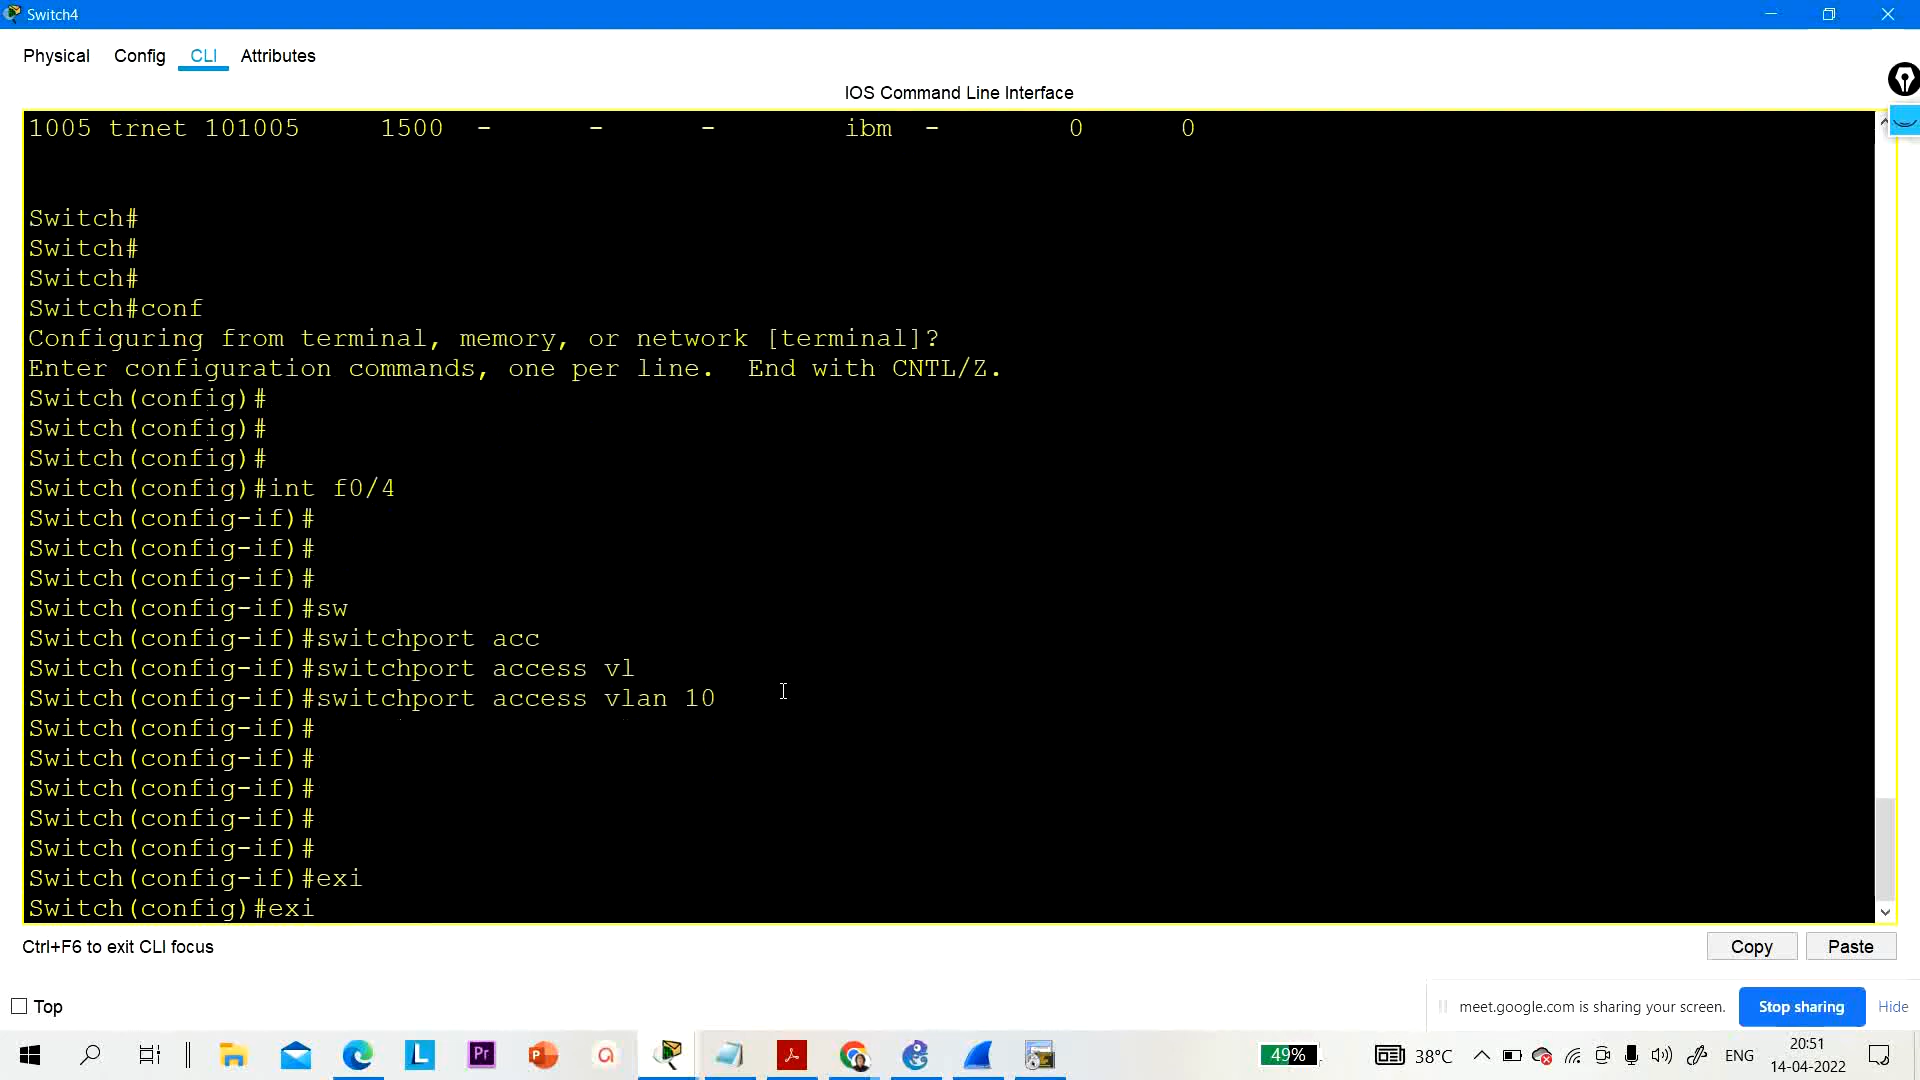 Switch4
Physical Config CLI Attributes
IOS Command Line Interface
1005 trnet 101005 1500 - - - ibm - 0 0
Switch#
Switch#
Switch#
Switch#conf
Configuring from terminal, memory, or network [terminal]?
Enter configuration commands, one per line. End with CNTL/Z.
Switch(config)#
Switch(config)#
Switch(config)#
Switch(config)#int f0/4
Switch(config-if)#
Switch(config-if)#
Switch(config-if)#
Switch(config-if)#sw
Switch(config-if)#switchport acc
Switch(config-if)#switchport access vl
Switch(config-if)#switchport access vlan 10
Switch(config-if)#
Switch(config-if)#
Switch(config-if)#
Switch(config-if)#
Switch(config-if)#
Switch(config-if)#exi
Switch(config)#exi
Ctrl+F6 to exit CLI focus
Copy Paste
Top
meet.google.com is sharing your screen. Stop sharing Hide
L Pr P a
49% 38°C ENG
20:51
14-04-2022